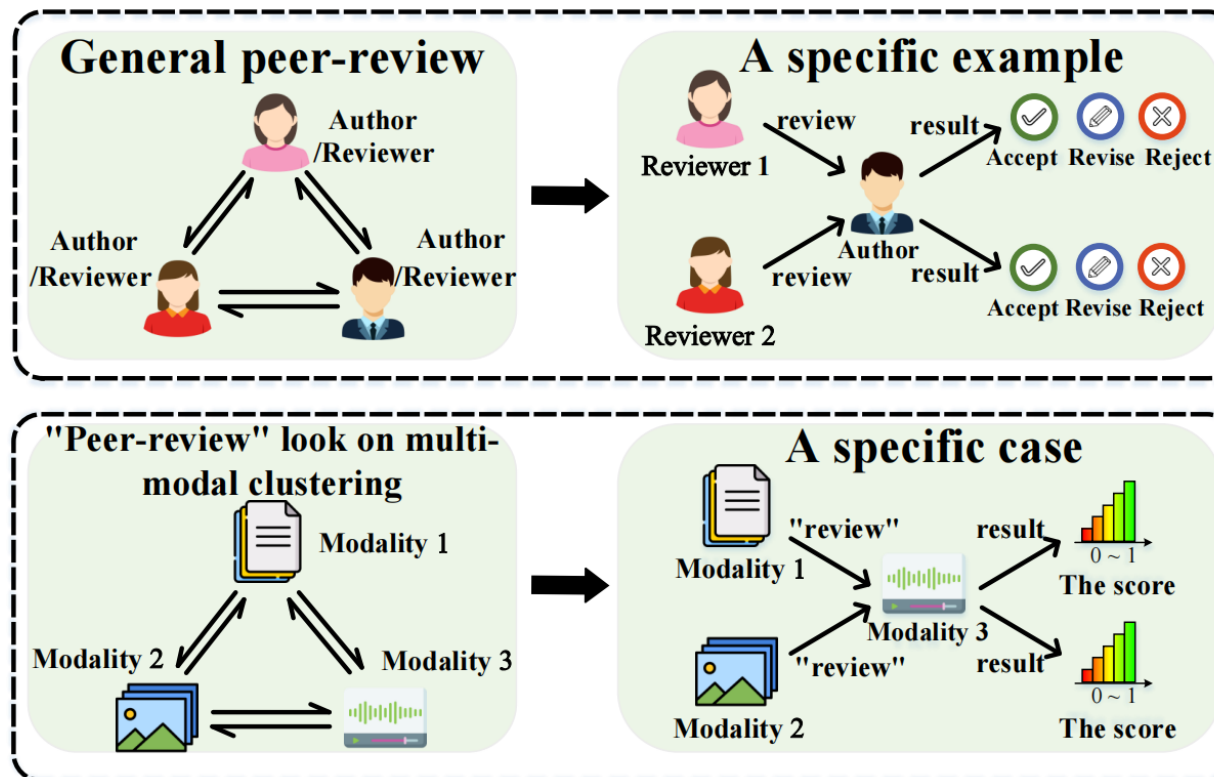 General peer-review
Author
/Reviewer
Author
/Reviewer
Author
/Reviewer
A specific example
Reviewer 1
review
result
Accept Revise Reject
Author
Reviewer 2
review
result
Accept Revise Reject
"Peer-review" look on multi-
modal clustering
Modality 1
Modality 2
Modality 3
A specific case
Modality 1
"review"
result
0 ~ 1
The score
Modality 3
Modality 2
"review"
result
0 ~ 1
The score